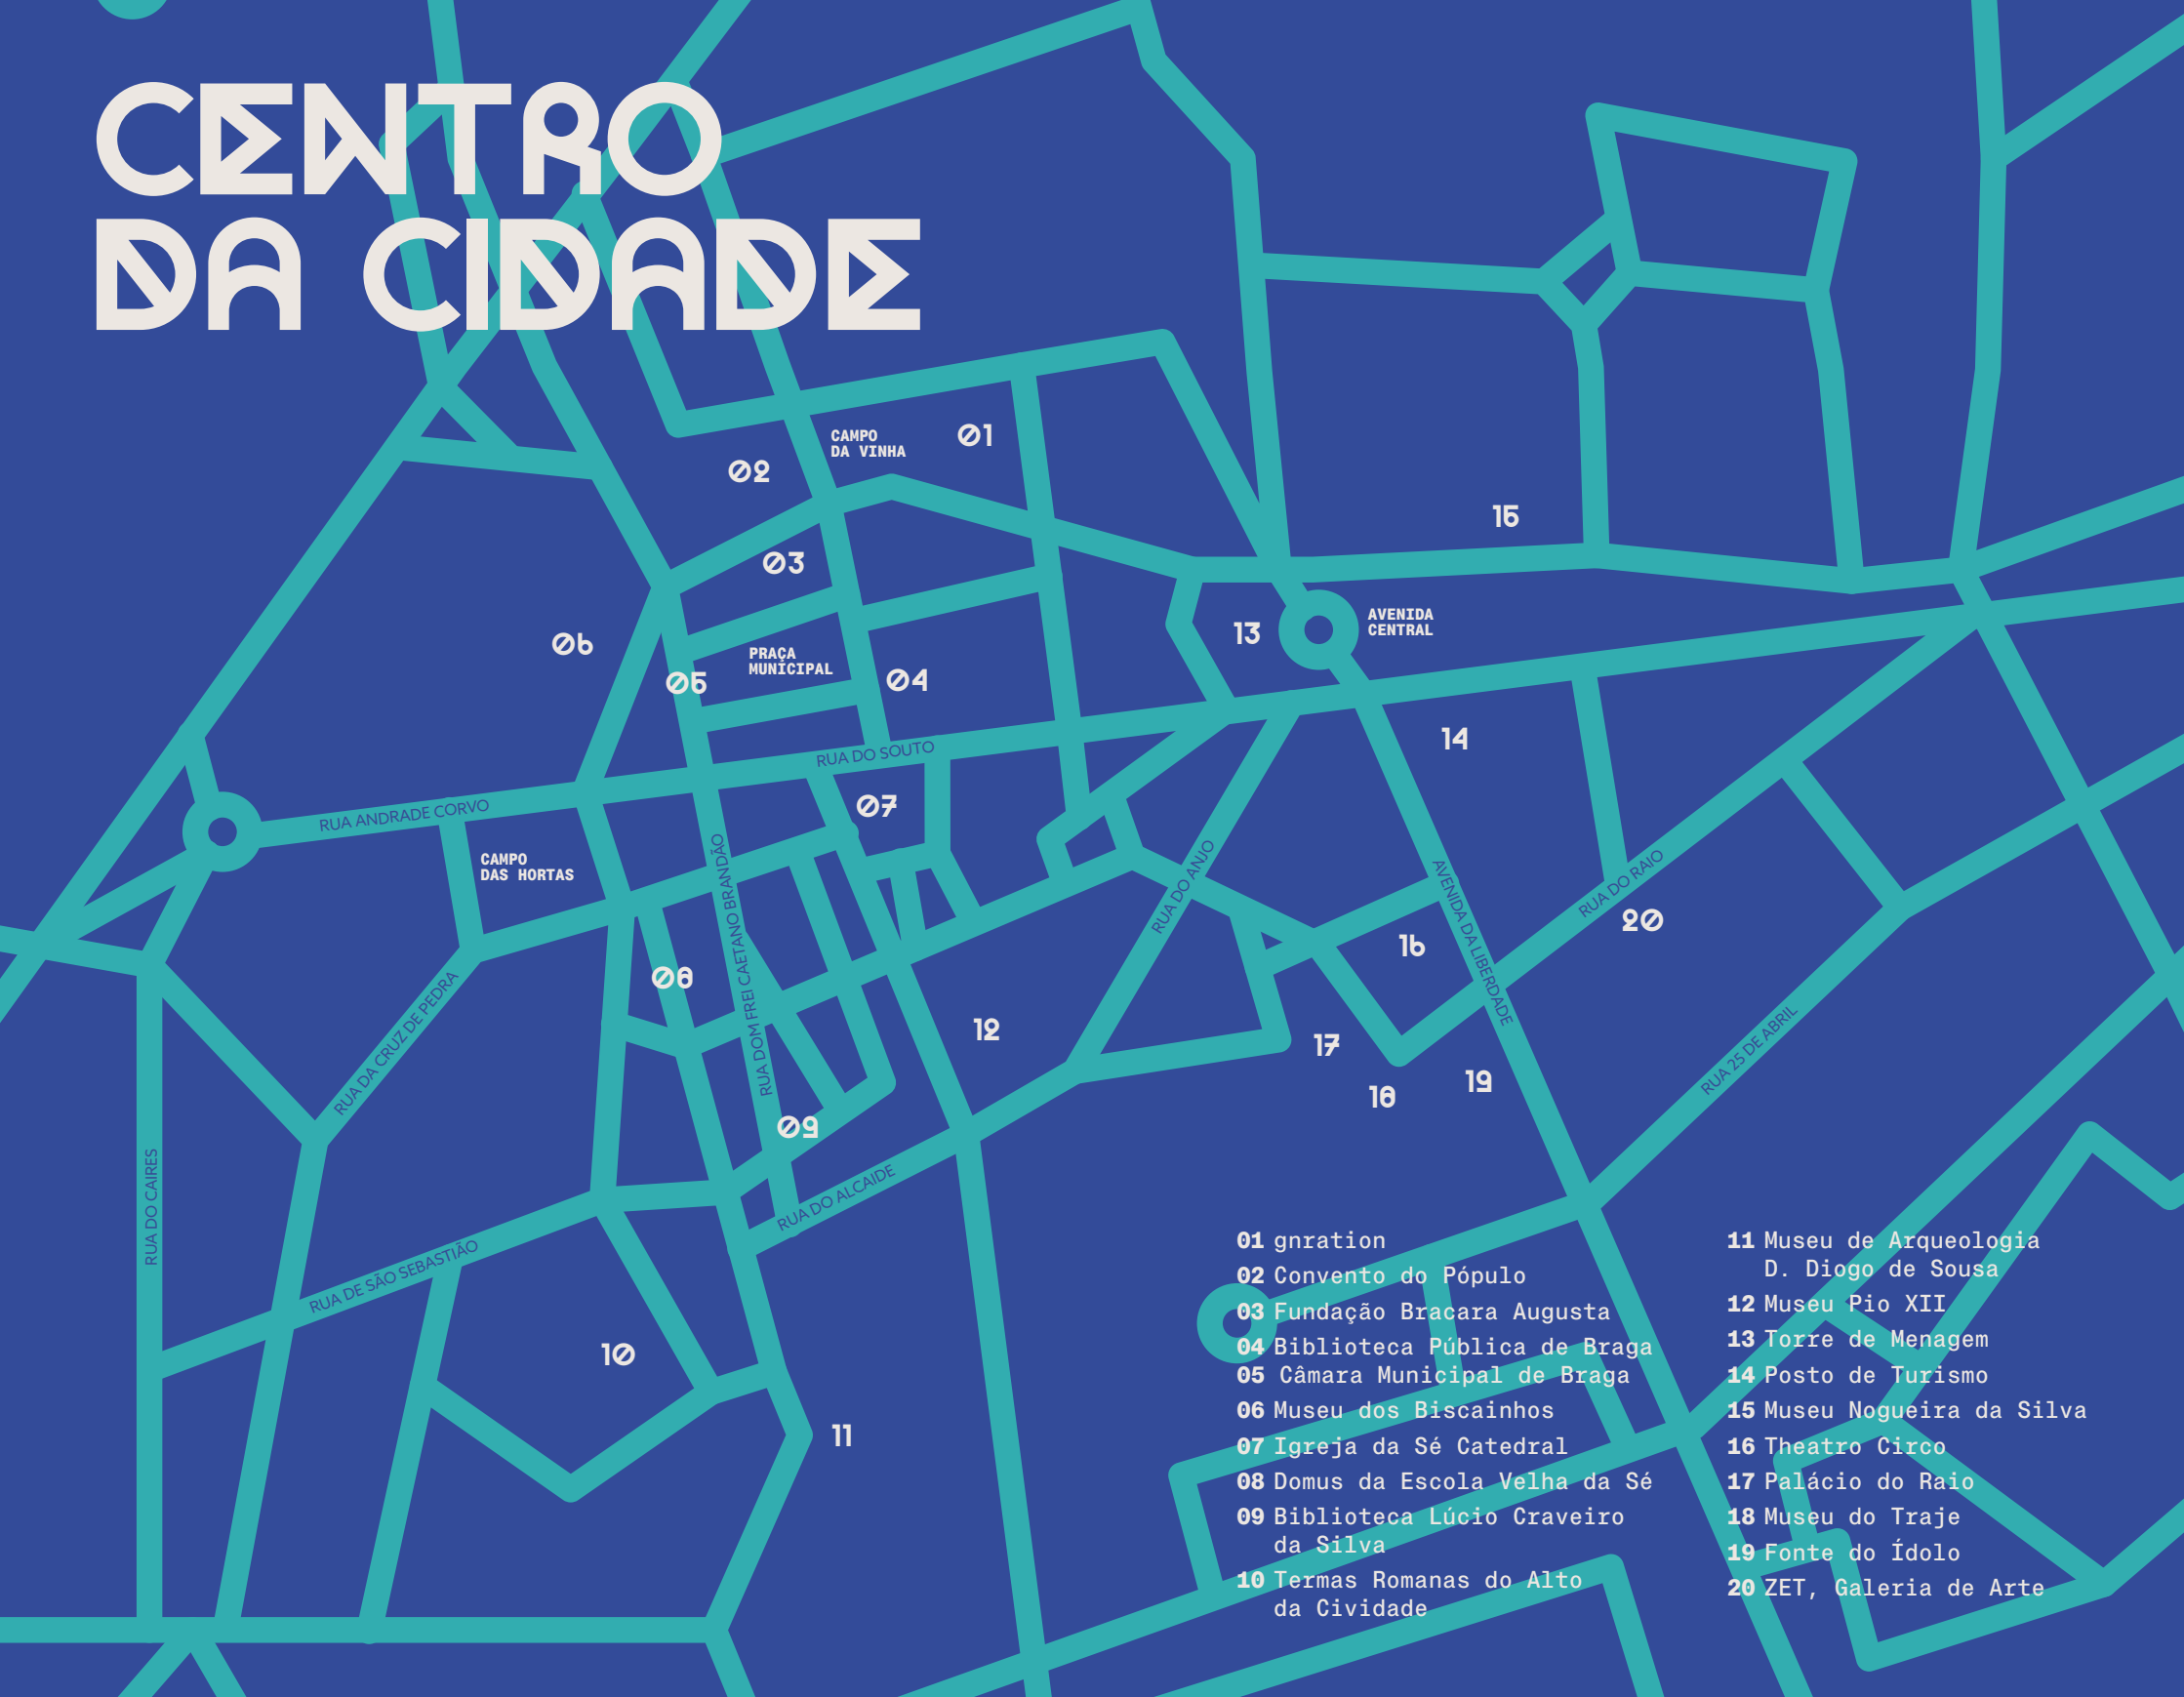 CENTRO
DA CIDADE
CAMPO
DA VINHA
01
02
15
03
AVENIDA
CENTRAL
13
06
PRAÇA
MUNICIPAL
05
04
14
RUA DO SOUTO
RUA ANDRADE CORVO
07
CAMPO
DAS HORTAS
RUA DOM FREI CAETANO BRANDÃO
RUA DO ANJO
AVENIDA DA LIBERDADE
RUA DO RAIO
20
16
08
RUA DA CRUZ DE PEDRA
12
17
18
19
RUA 25 DE ABRIL
09
RUA DO CAIRES
RUA DO ALCAIDE
RUA DE SÃO SEBASTIÃO
10
11
01 gnration
02 Convento do Pópulo
03 Fundação Bracara Augusta
04 Biblioteca Pública de Braga
05 Câmara Municipal de Braga
06 Museu dos Biscainhos
07 Igreja da Sé Catedral
08 Domus da Escola Velha da Sé
09 Biblioteca Lúcio Craveiro
da Silva
10 Termas Romanas do Alto
da Cividade
11 Museu de Arqueologia
D. Diogo de Sousa
12 Museu Pio XII
13 Torre de Menagem
14 Posto de Turismo
15 Museu Nogueira da Silva
16 Theatro Circo
17 Palácio do Raio
18 Museu do Traje
19 Fonte do Ídolo
20 ZET, Galeria de Arte